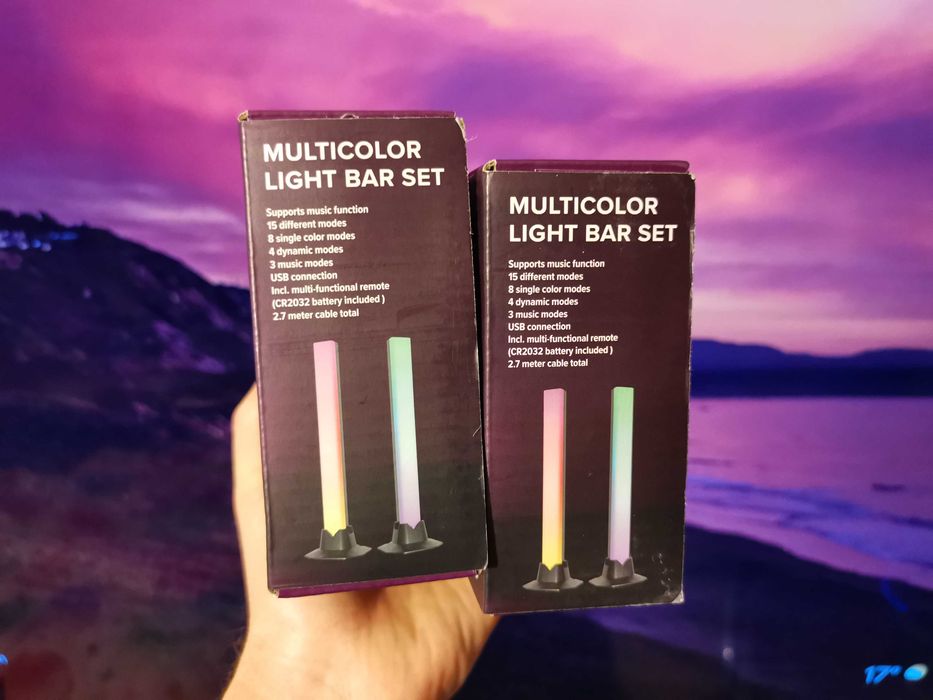 MULTICOLOR
LIGHT BAR SET
Supports music function
15 different modes
8 single color modes
4 dynamic modes
3 music modes
USB connection
Incl. multi-functional remote
(CR2032 battery included )
2.7 meter cable total
MULTICOLOR
LIGHT BAR SET
Supports music function
15 different modes
8 single color modes
4 dynamic modes
3 music modes
USB connection
Incl. multi-functional remote
(CR2032 battery included )
2.7 meter cable total
17°